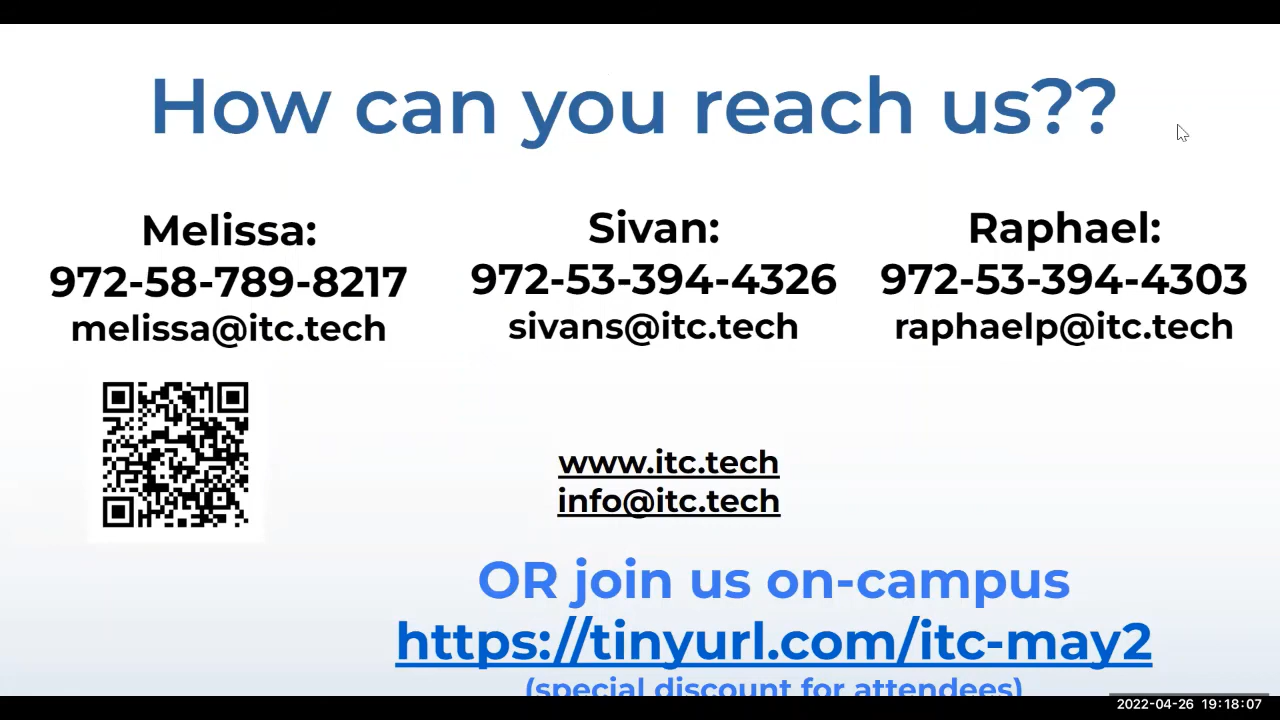 How can you reach us??
Melissa:
972-58-789-8217
melissa@itc.tech
Sivan:
972-53-394-4326
sivans@itc.tech
Raphael:
972-53-394-4303
raphaelp@itc.tech
www.itc.tech
info@itc.tech
OR join us on-campus
https://tinyurl.com/itc-may2
(special discount for attendees)
2022-04-26 19:18:07